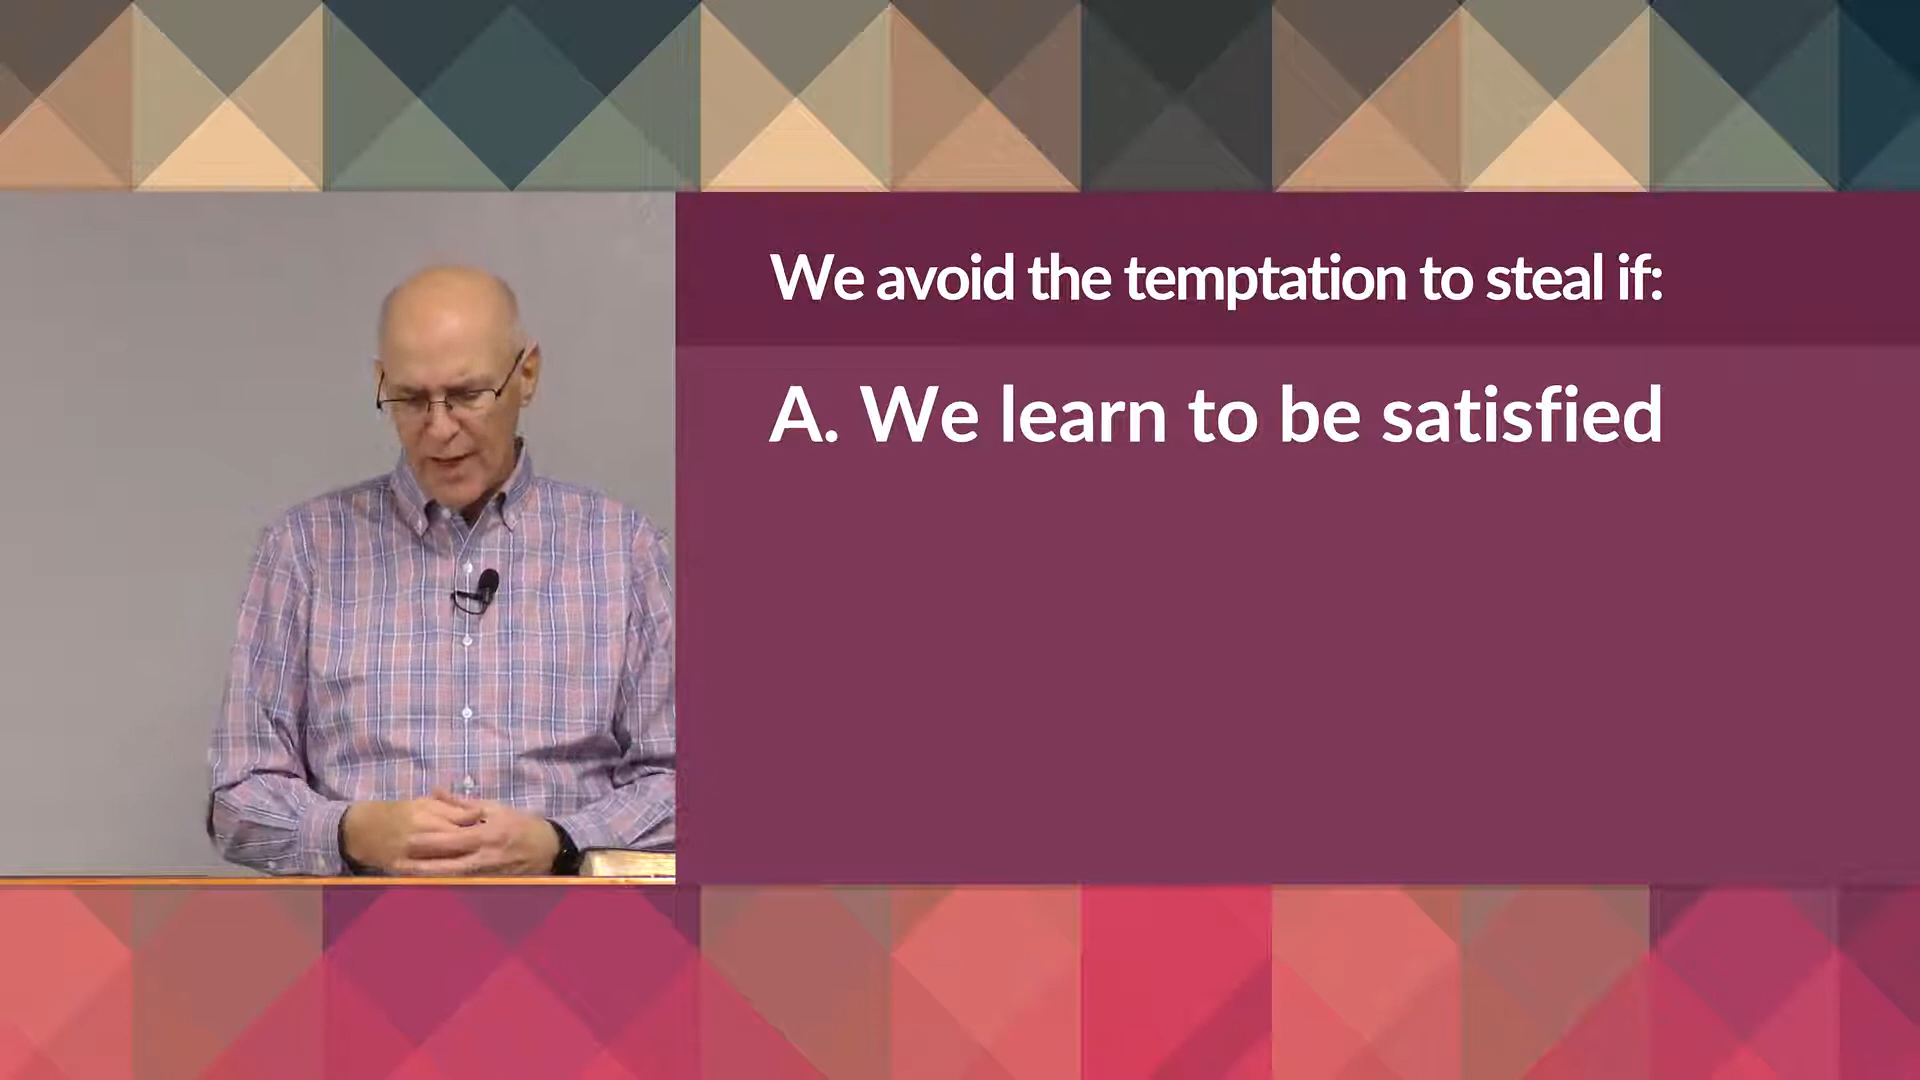 We avoid the temptation to steal if:
A. We learn to be satisfied